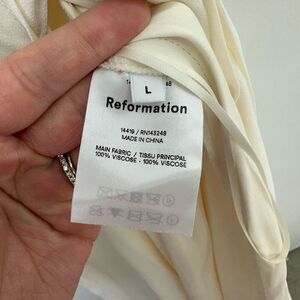 L
Reformation
14419 / RN143248
MADE IN CHINA
MAIN FABRIC / TISSU PRINCIPAL
100% VISCOSE - 100% VISCOSE